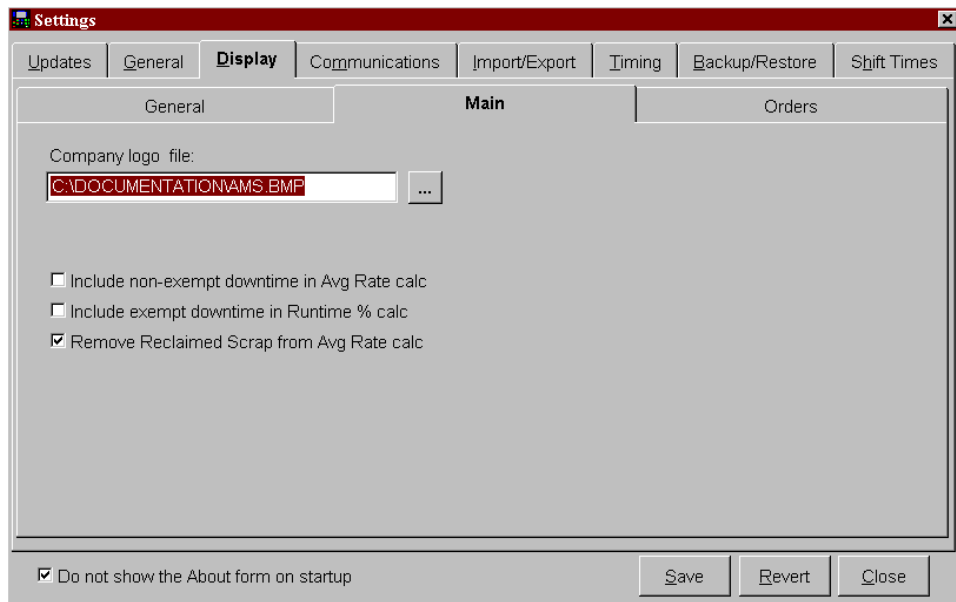 Settings
Updates General Display Communications Import/Export Timing Backup/Restore Shift Times
General Main Orders
Company logo file:
C:\DOCUMENTATION\AMS.BMP ...
Include non-exempt downtime in Avg Rate calc
Include exempt downtime in Runtime % calc
Remove Reclaimed Scrap from Avg Rate calc
Do not show the About form on startup Save Revert Close